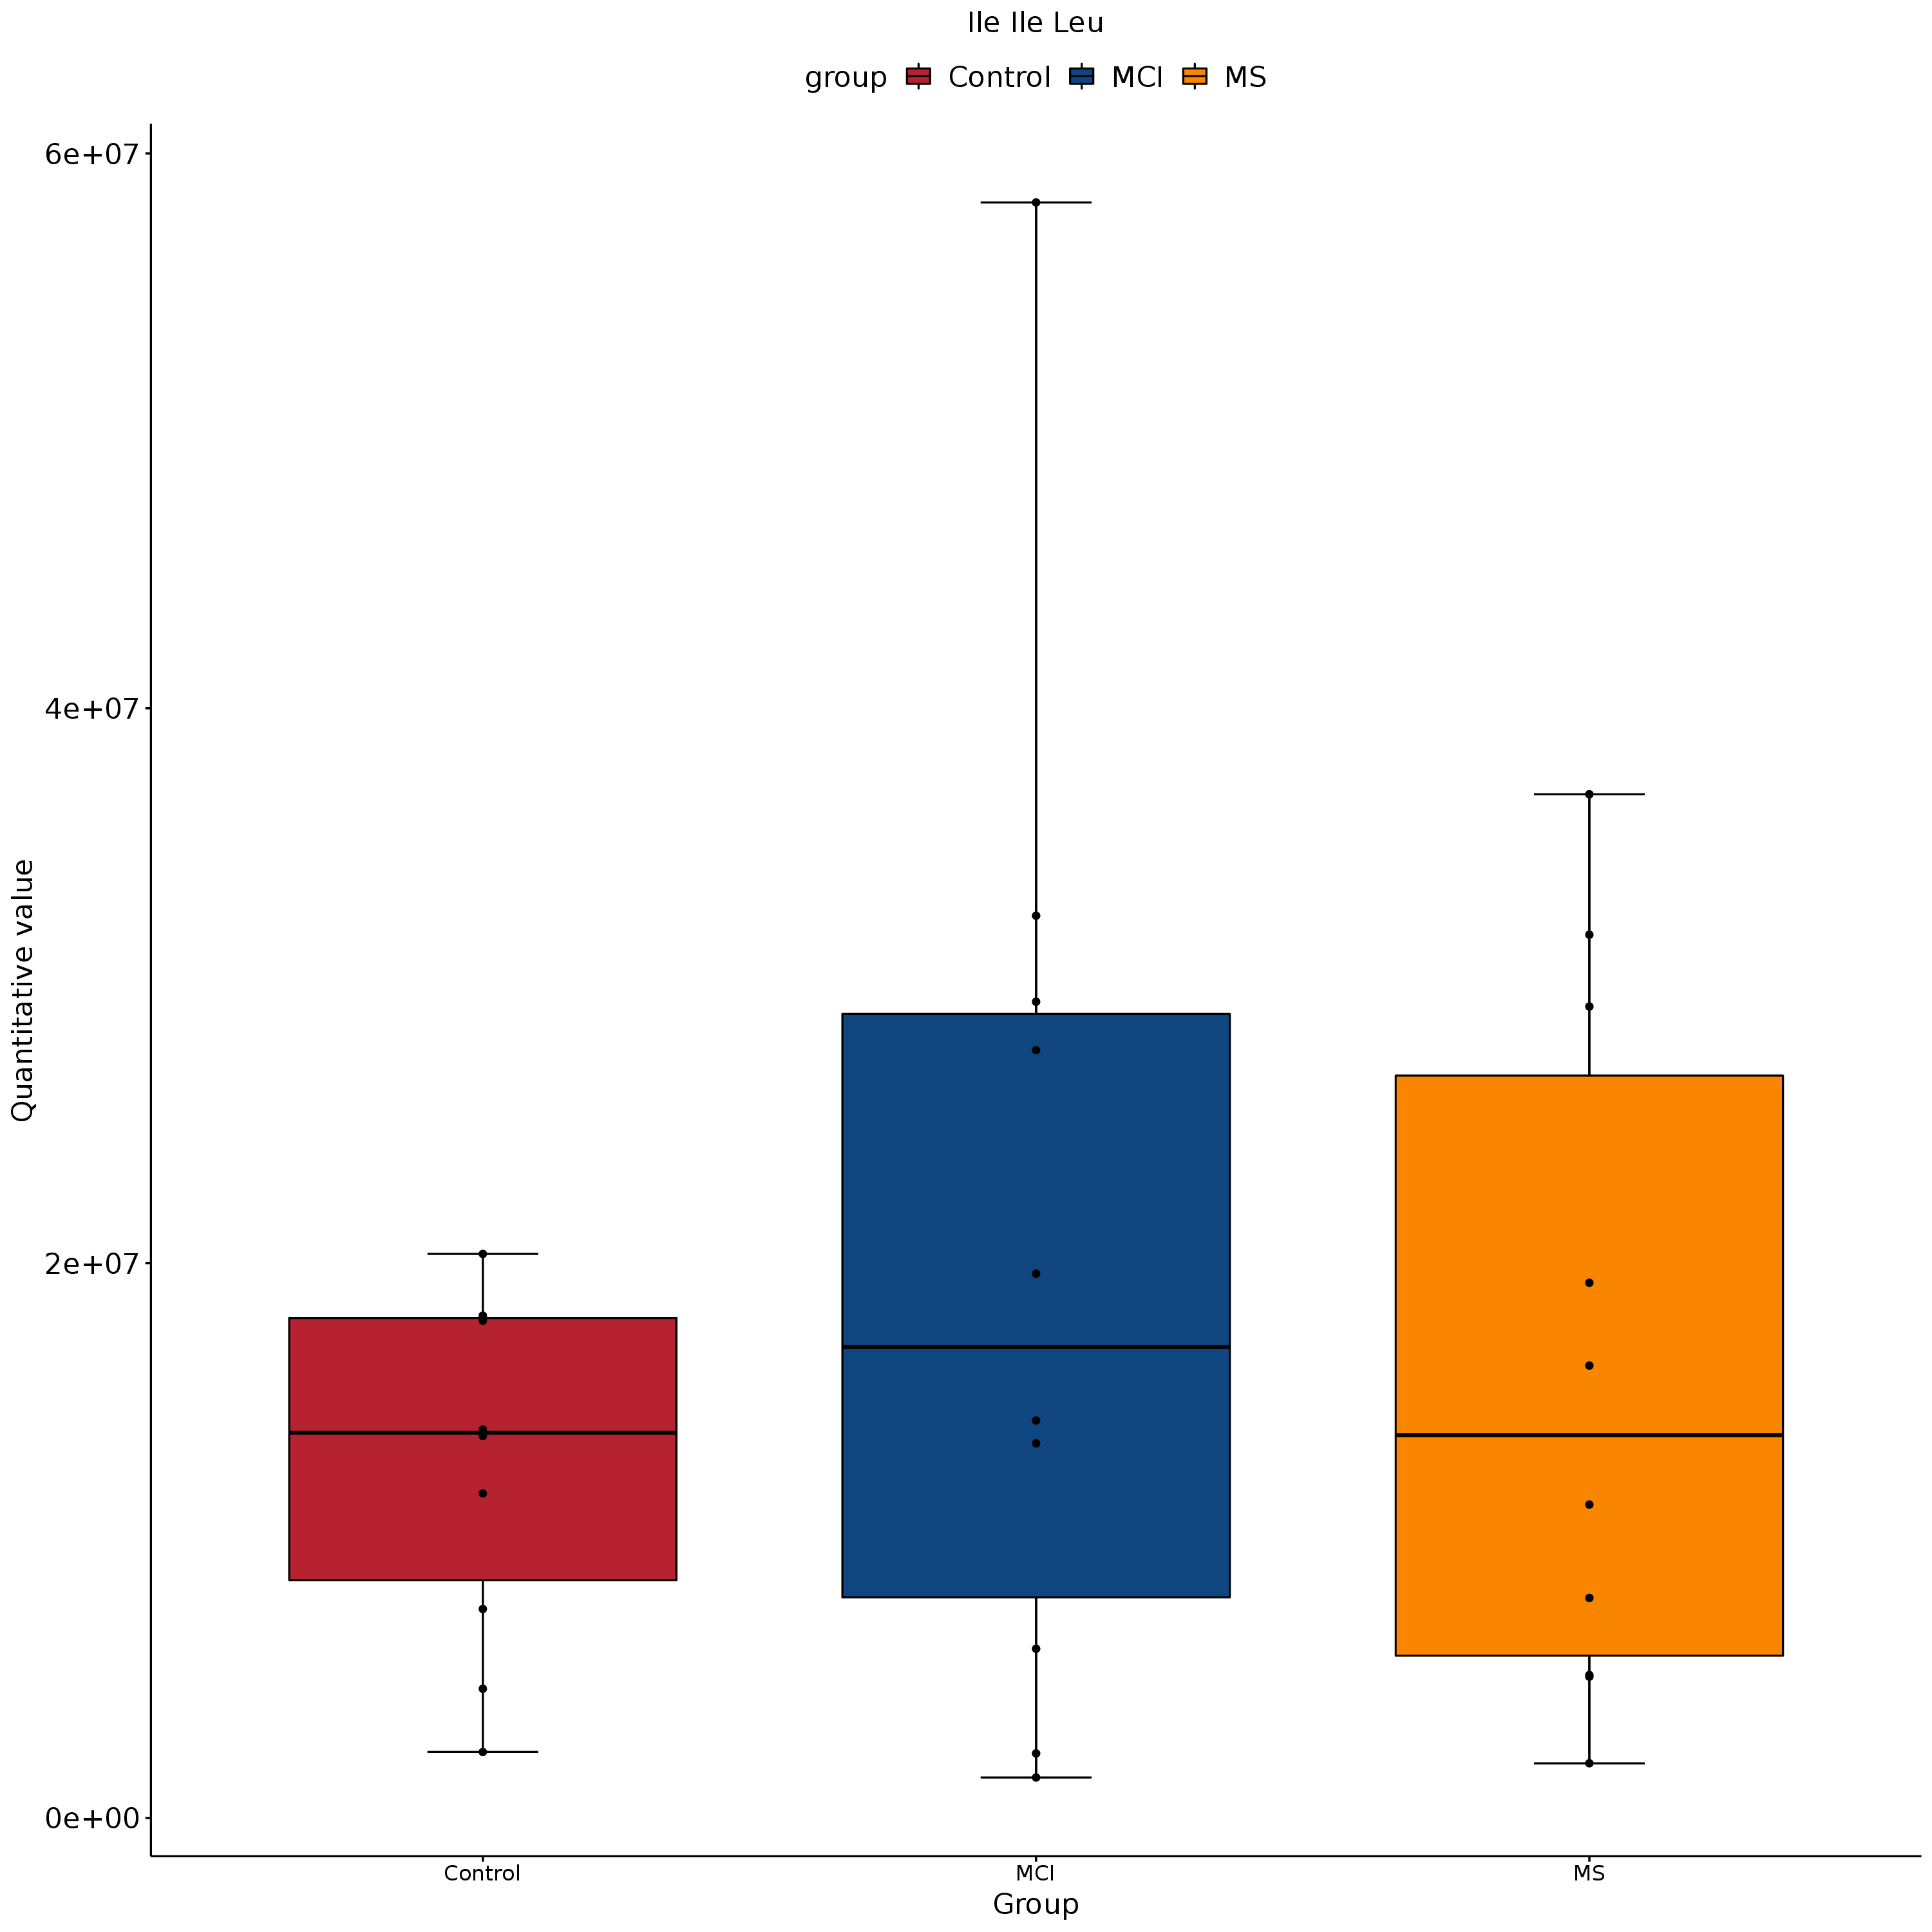 Ile Ile Leu
group Control MCI MS
6e+07
4e+07
2e+07
0e+00
Quantitative value
Control MCI MS
Group